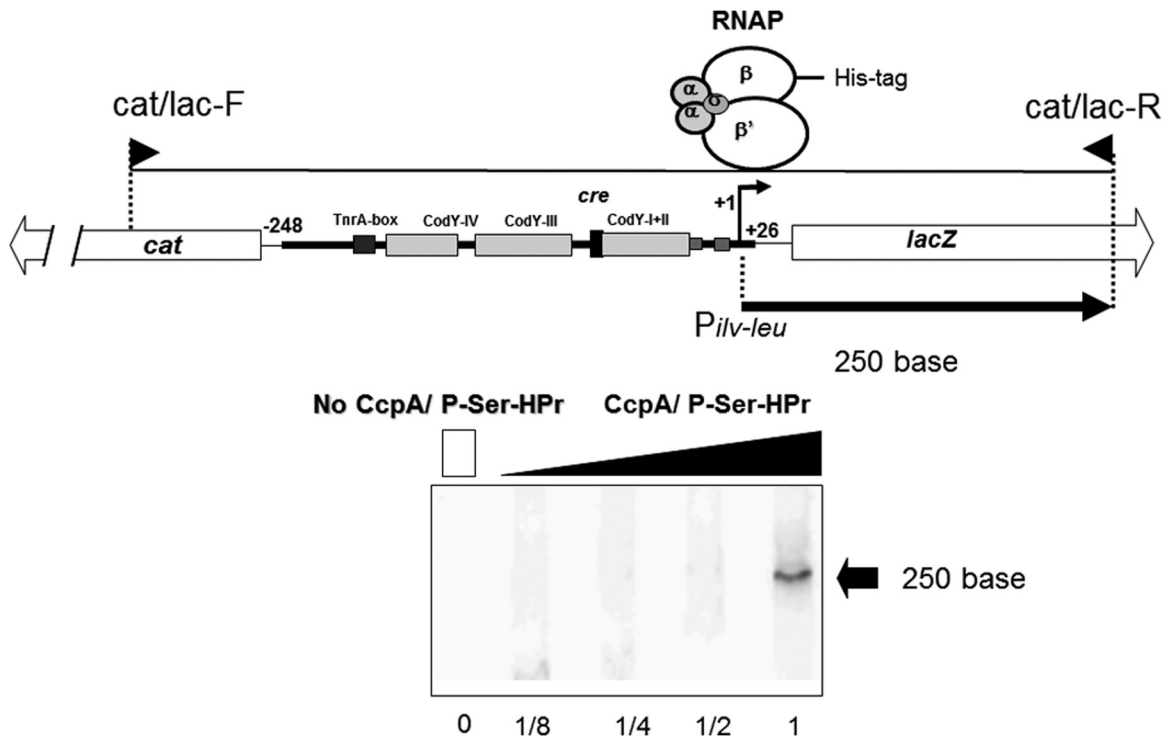 RNAP
β
His-tag
α
σ
α
β'
cat/lac-F
cat/lac-R
cre
+1
TnrA-box
CodY-IV
CodY-III
CodY-I+II
-248
+26
cat
lacZ
Pilv-leu
250 base
No CcpA/ P-Ser-HPr
CcpA/ P-Ser-HPr
250 base
0
1/8
1/4
1/2
1